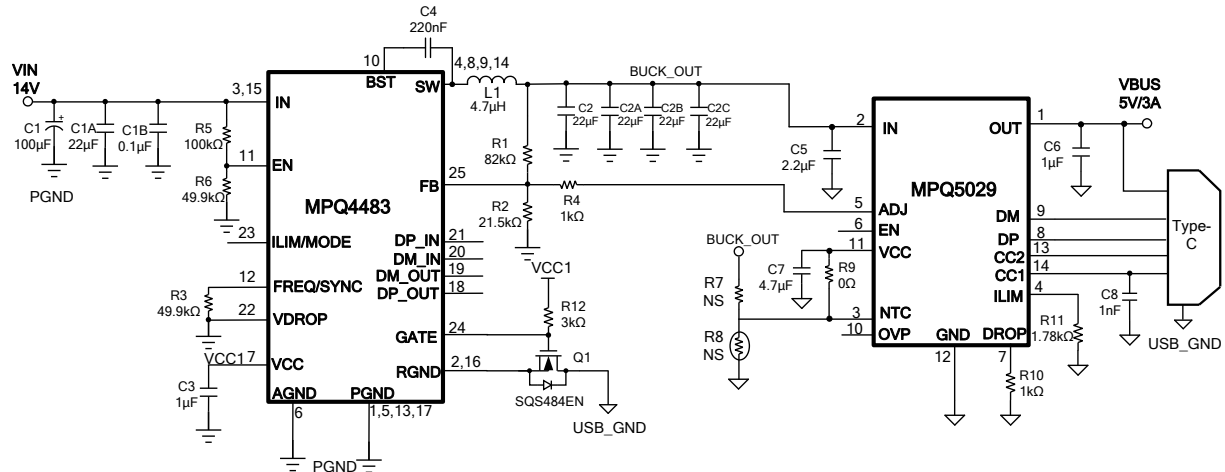 C4
220nF
10
4,8,9,14
BST
SW
L1
4.7μH
BUCK_OUT
VIN
14V
3,15
IN
C1
100μF
+
C1A
22μF
C1B
0.1μF
R5
100kΩ
11
EN
R6
49.9kΩ
PGND
MPQ4483
R1
82kΩ
C2
22μF
C2A
22μF
C2B
22μF
C2C
22μF
25
FB
R2
21.5kΩ
R4
1kΩ
23
ILIM/MODE
DP_IN
21
DM_IN
20
DM_OUT
19
DP_OUT
18
12
FREQ/SYNC
R3
49.9kΩ
22
VDROP
VCC1
R12
3kΩ
GATE
24
VCC1
7
VCC
C3
1μF
RGND
2,16
Q1
SQS484EN
USB_GND
AGND
6
PGND
1,5,13,17
PGND
2
IN
C5
2.2μF
MPQ5029
OUT
1
VBUS
5V/3A
C6
1μF
5
ADJ
6
EN
11
VCC
DM
9
DP
8
CC2
13
CC1
14
Type-
C
BUCK_OUT
C7
4.7μF
R9
0Ω
R7
NS
R8
NS
3
NTC
10
OVP
ILIM
4
R11
1.78kΩ
C8
1nF
USB_GND
GND
12
DROP
7
R10
1kΩ